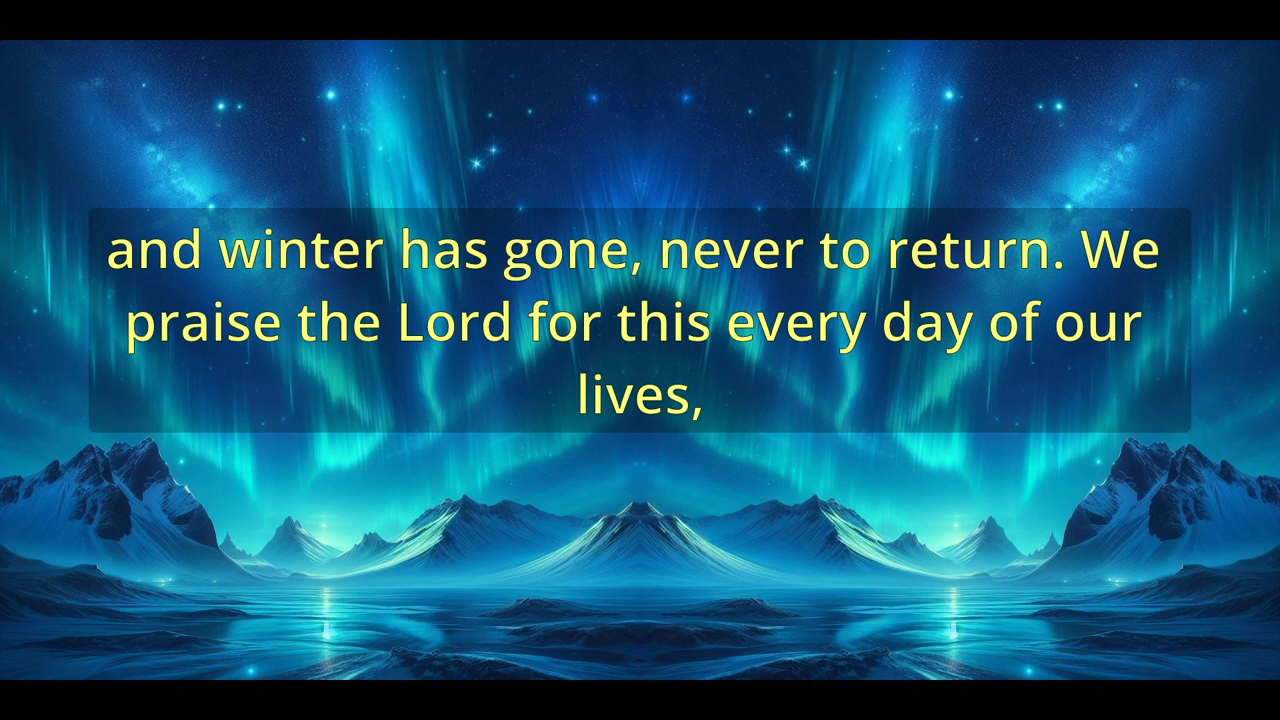 and winter has gone, never to return. We
praise the Lord for this every day of our
lives,